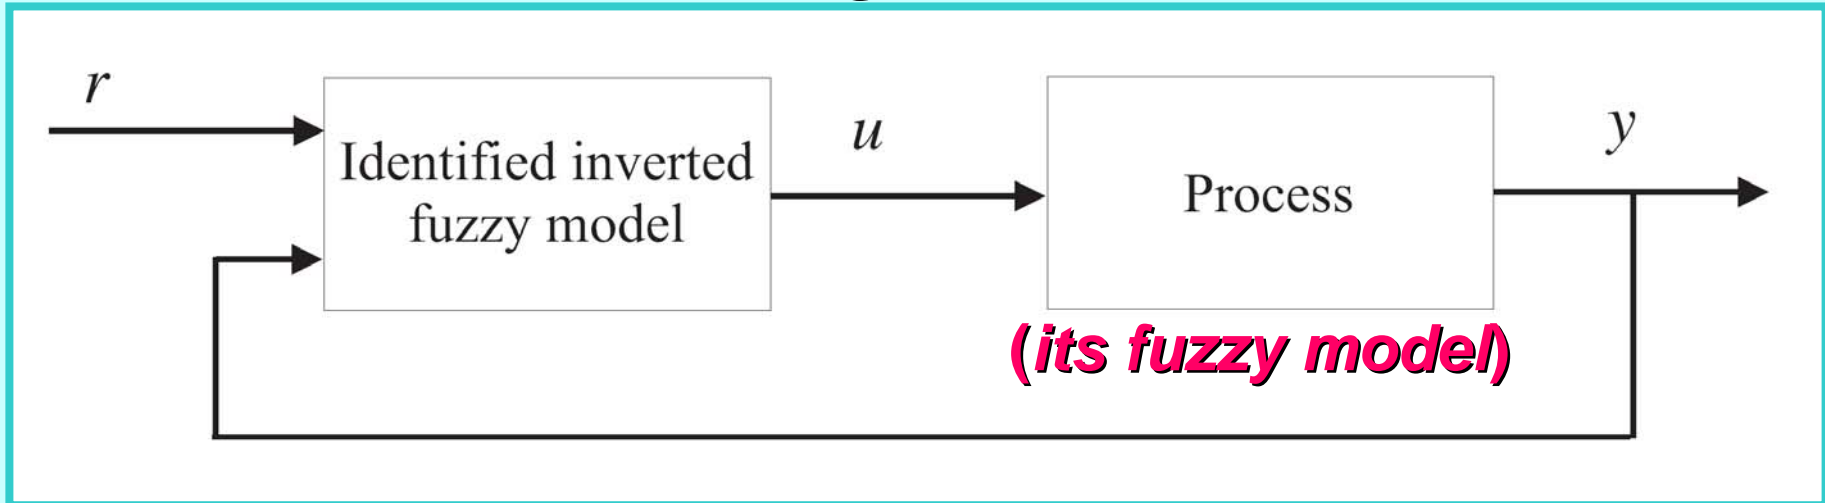 r
Identified inverted
fuzzy model
u
Process
y
(its fuzzy model)